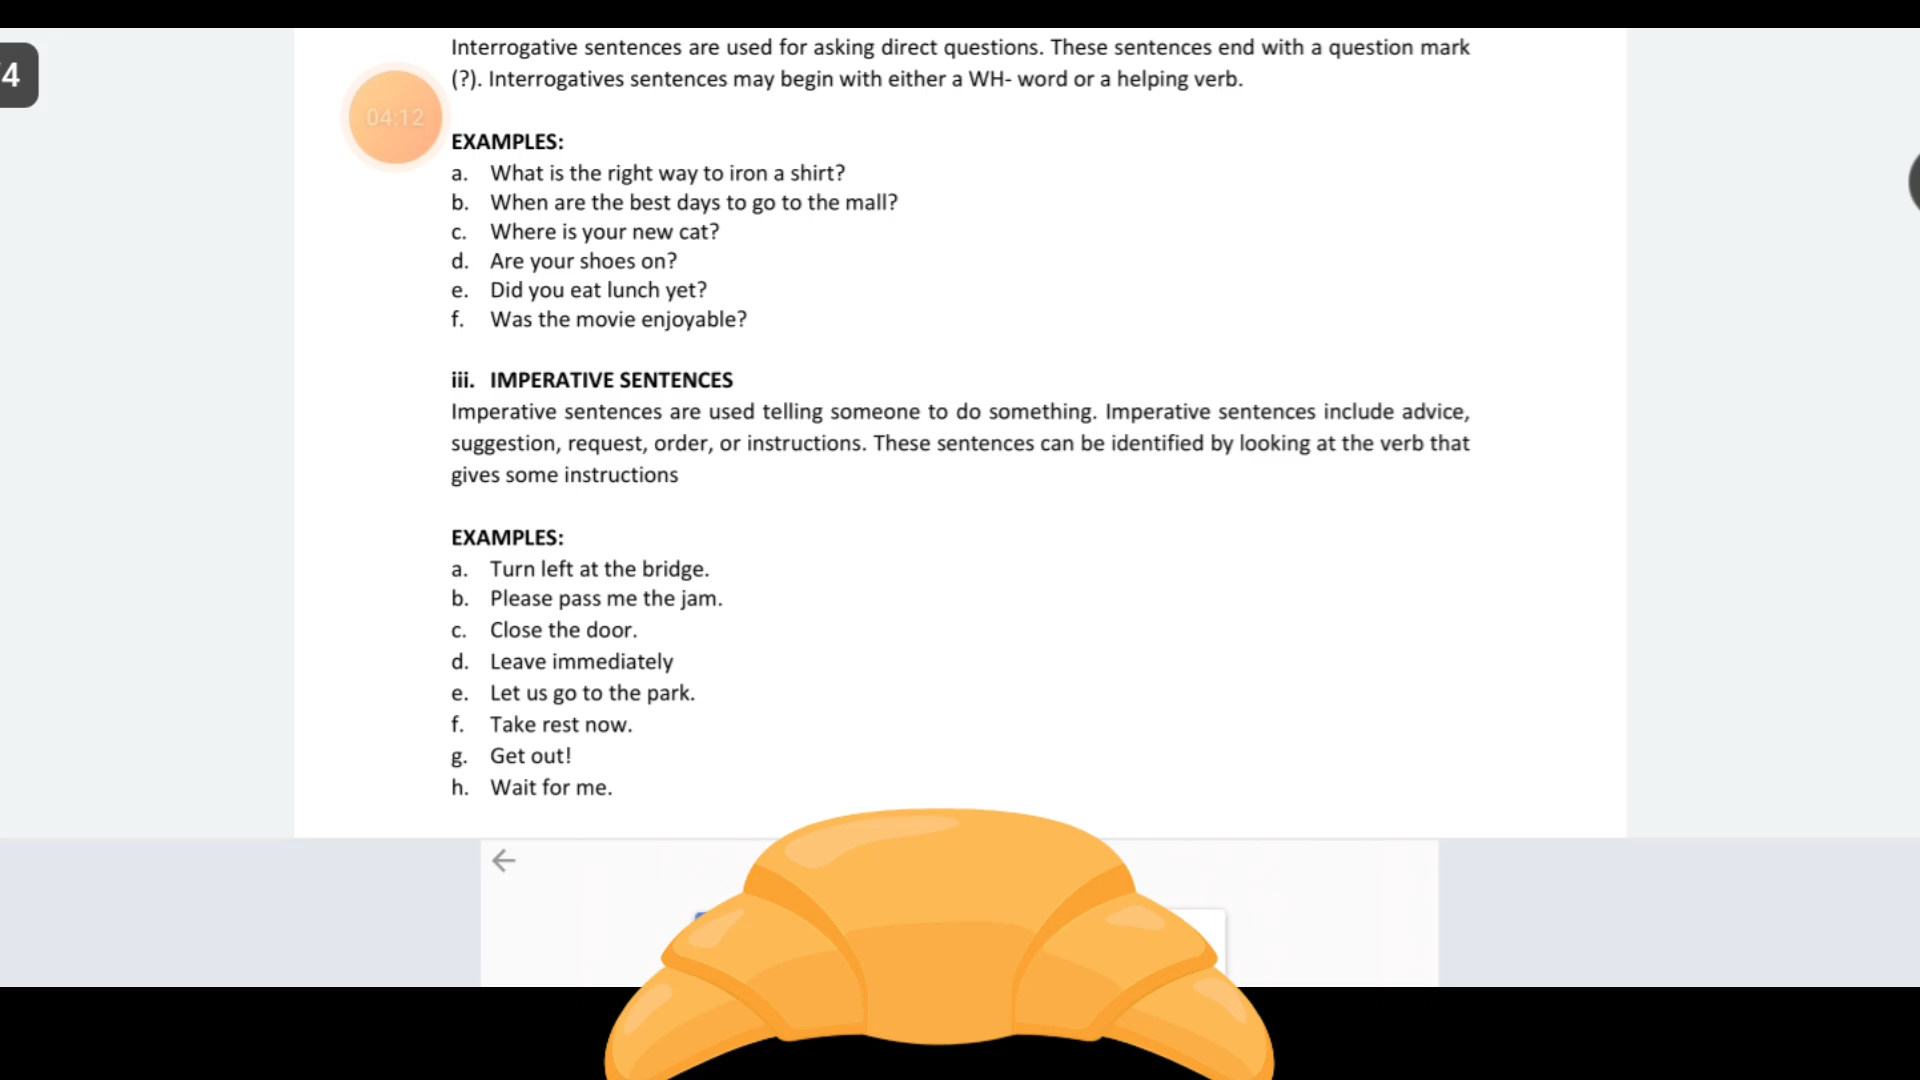 Interrogative sentences are used for asking direct questions. These sentences end with a question mark
(?). Interrogatives sentences may begin with either a WH- word or a helping verb.
4
04:12
EXAMPLES:
a. What is the right way to iron a shirt?
b. When are the best days to go to the mall?
c. Where is your new cat?
d. Are your shoes on?
e. Did you eat lunch yet?
f. Was the movie enjoyable?
iii. IMPERATIVE SENTENCES
Imperative sentences are used telling someone to do something. Imperative sentences include advice,
suggestion, request, order, or instructions. These sentences can be identified by looking at the verb that
gives some instructions
EXAMPLES:
a. Turn left at the bridge.
b. Please pass me the jam.
c. Close the door.
d. Leave immediately
e. Let us go to the park.
f. Take rest now.
g. Get out!
h. Wait for me.